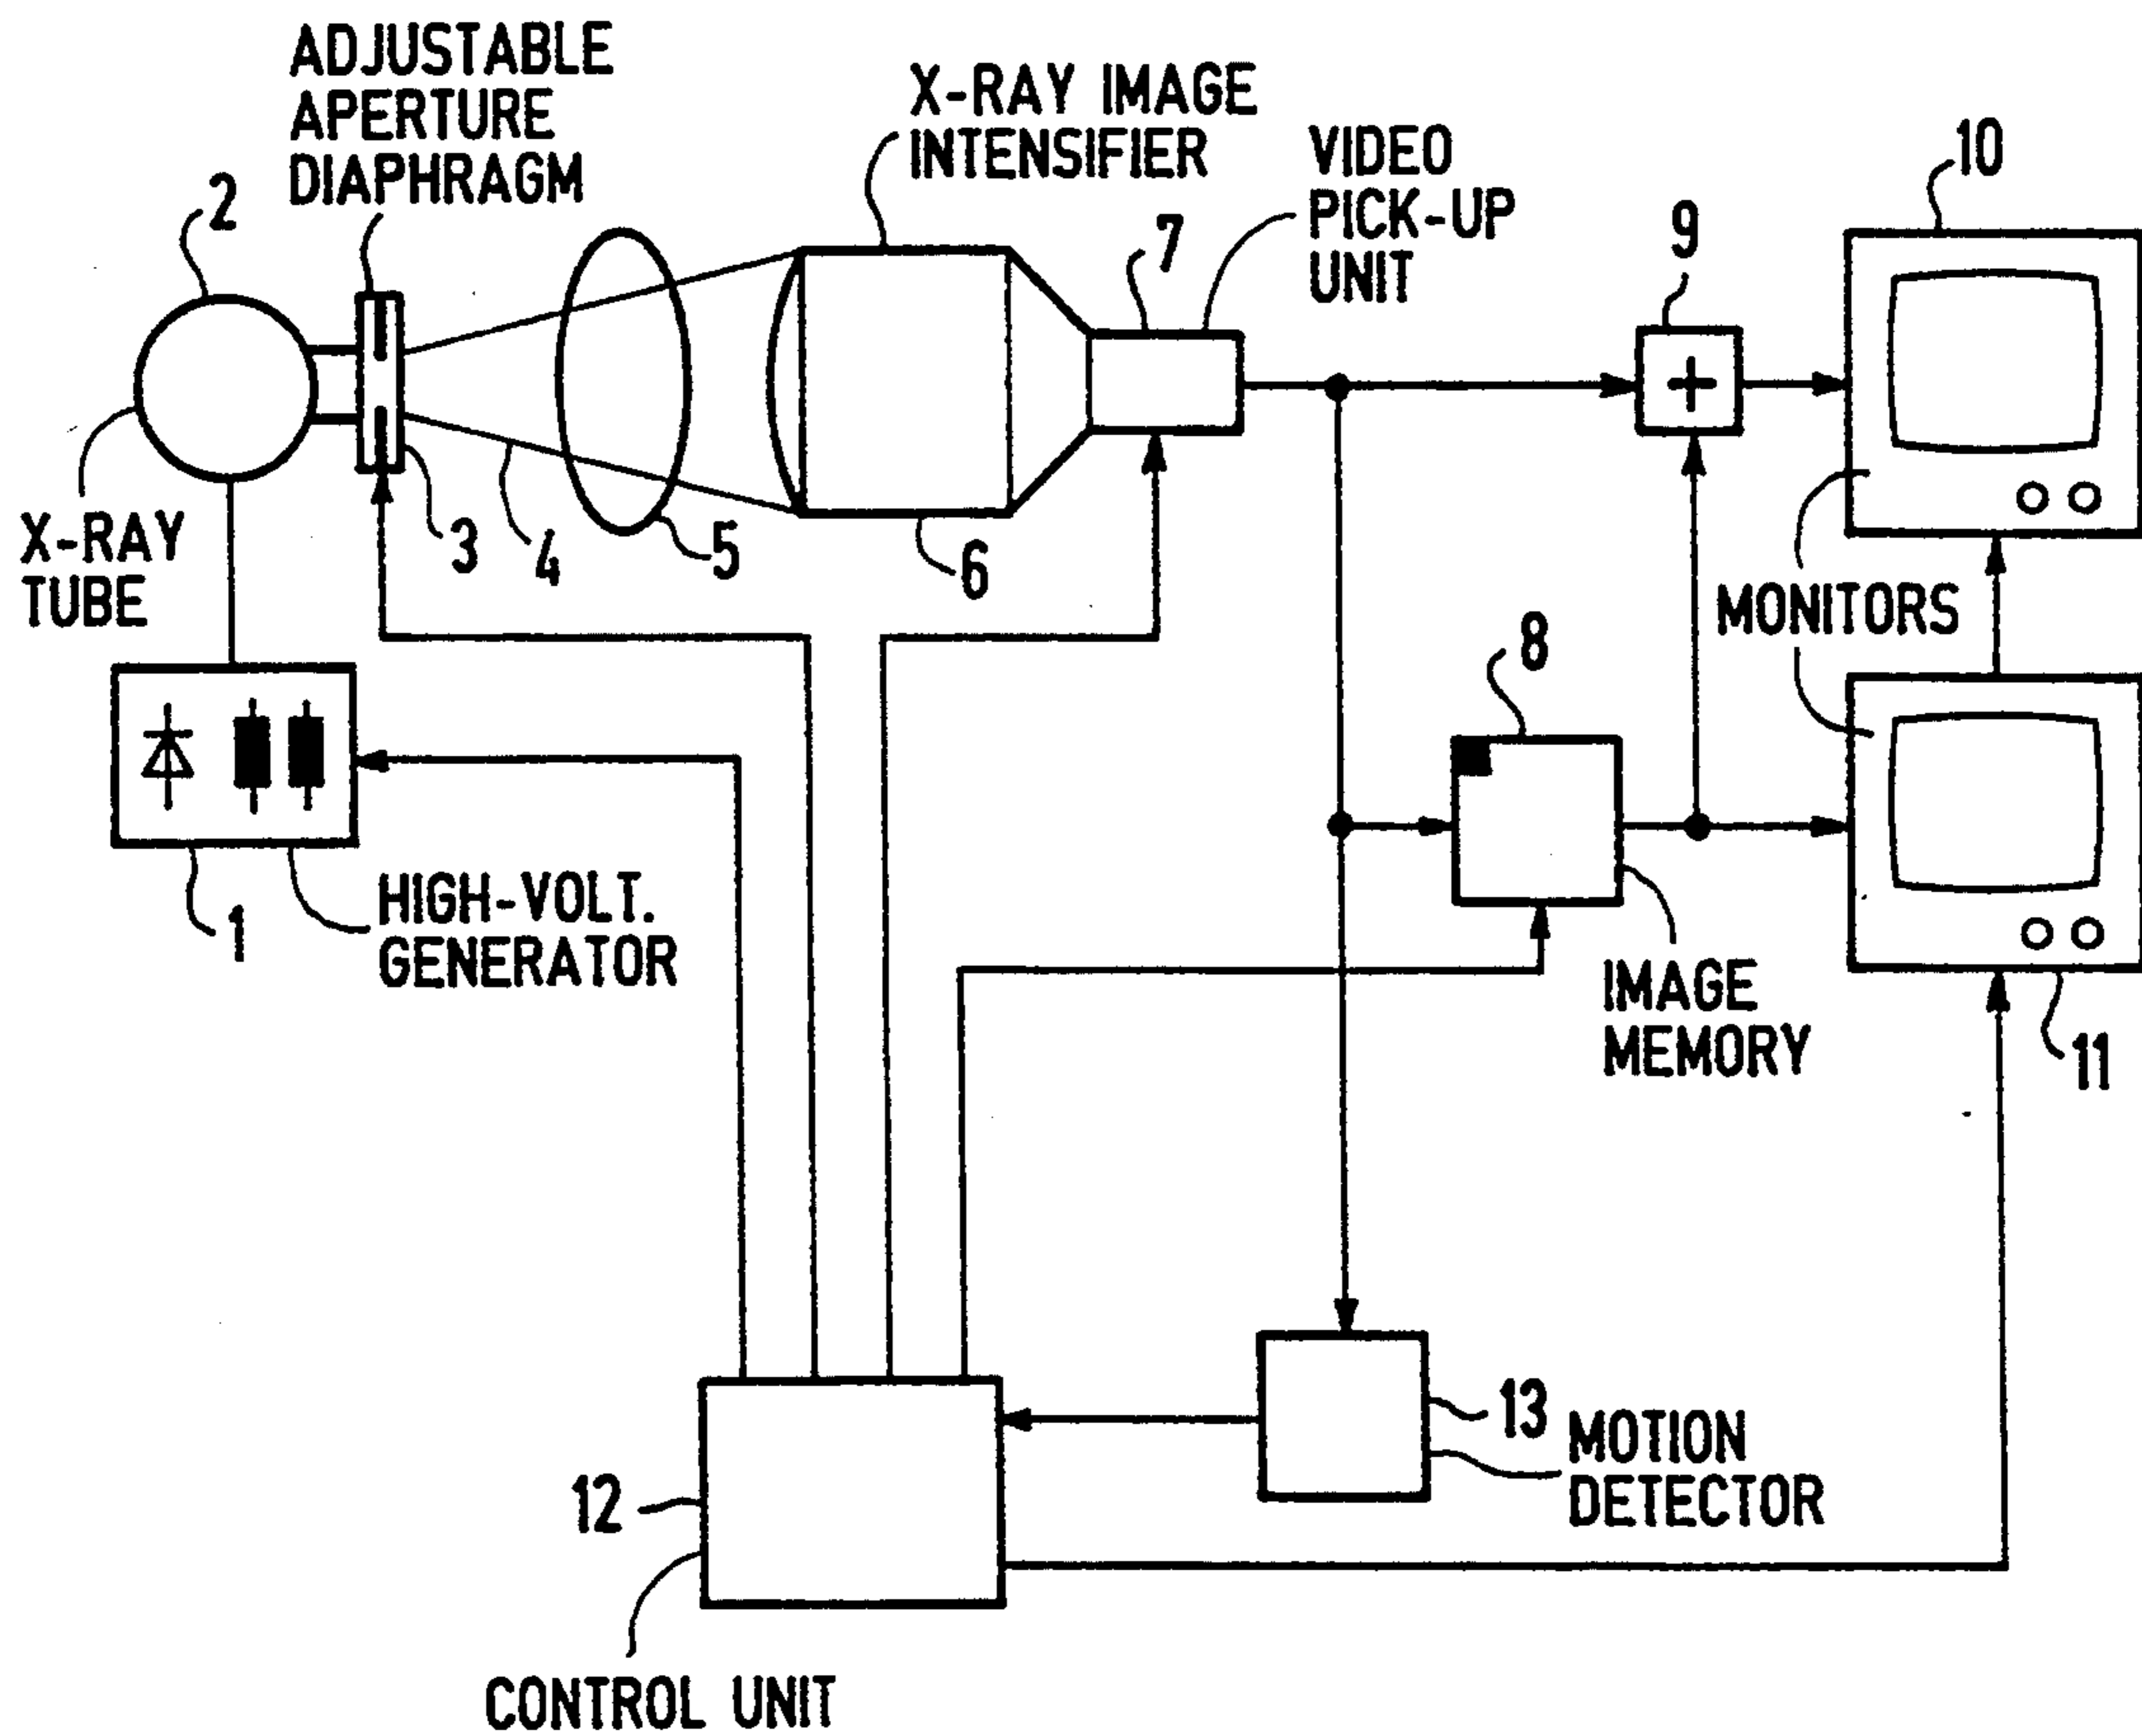 ADJUSTABLE
APERTURE
DIAPHRAGM
X-RAY IMAGE
INTENSIFIER
VIDEO
PICK-UP
UNIT
10
2
7
9
X-RAY
TUBE
3
4
5
6
MONITORS
8
1
HIGH-VOLT.
GENERATOR
IMAGE
MEMORY
11
+
13
MOTION
DETECTOR
12
CONTROL UNIT